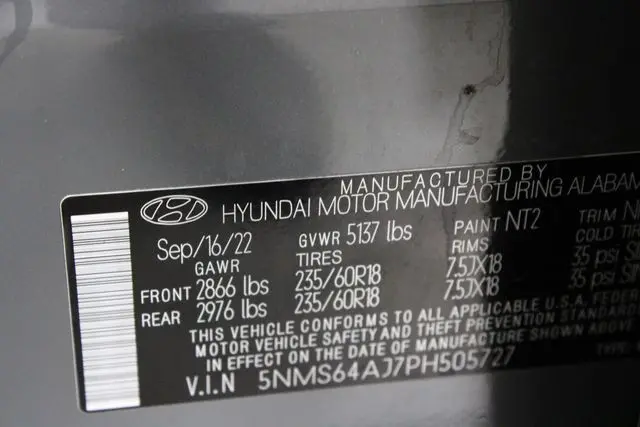 MANUFACTURED BY
HYUNDAI MOTOR MANUFACTURING ALABAM
Sep/16/22 GVWR 5137 lbs PAINT NT2 TRIM
GAWR TIRES RIMS COLD
FRONT 2866 lbs 235/60R18 7.5JX18 35 psi
REAR 2976 lbs 235/60R18 7.5JX18 35 psi
THIS VEHICLE CONFORMS TO ALL APPLICABLE U.S.A. FEDER
MOTOR VEHICLE SAFETY AND THEFT PREVENTION STANDARD
IN EFFECT ON THE DATE OF MANUFACTURE SHOWN ABOVE.
V.I.N 5NMS64AJ7PH505727